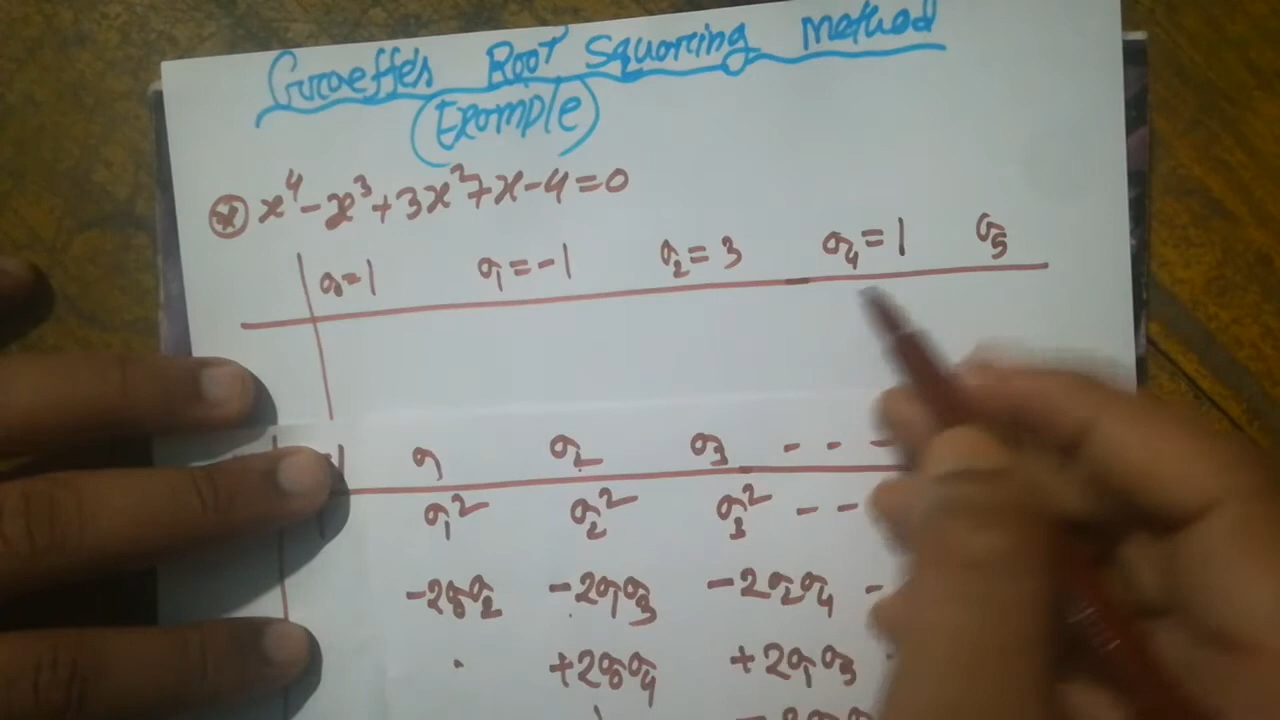 Graeffe's Root Squaring Method
(Example)
* x⁴-x³+3x²+x-4=0
a₀=1 a₁=-1 a₂=3 a₄=1 a₅
a₁ a₂ a₃ - - -
a₁² a₂² a₃² - - -
-2a₀a₂ -2a₁a₃ -2a₂a₄ -
+2a₀a₄ +2a₁a₃